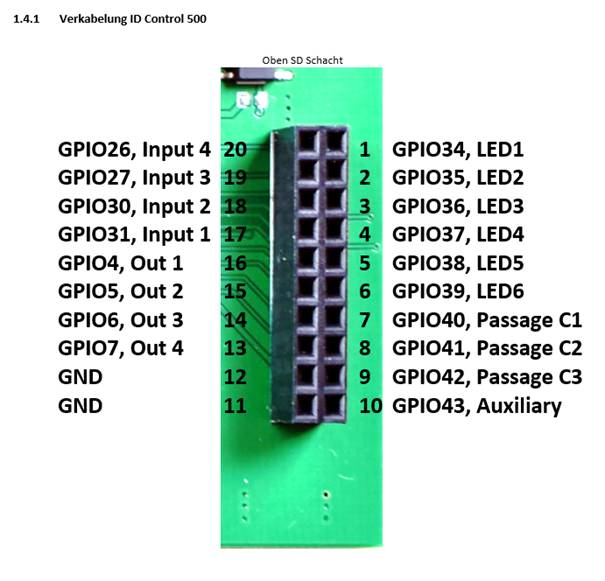 1.4.1 Verkabelung ID Control 500
Oben SD Schacht
GPIO26, Input 4 20 1 GPIO34, LED1
GPIO27, Input 3 19 2 GPIO35, LED2
GPIO30, Input 2 18 3 GPIO36, LED3
GPIO31, Input 1 17 4 GPIO37, LED4
GPIO4, Out 1 16 5 GPIO38, LED5
GPIO5, Out 2 15 6 GPIO39, LED6
GPIO6, Out 3 14 7 GPIO40, Passage C1
GPIO7, Out 4 13 8 GPIO41, Passage C2
GND 12 9 GPIO42, Passage C3
GND 11 10 GPIO43, Auxiliary